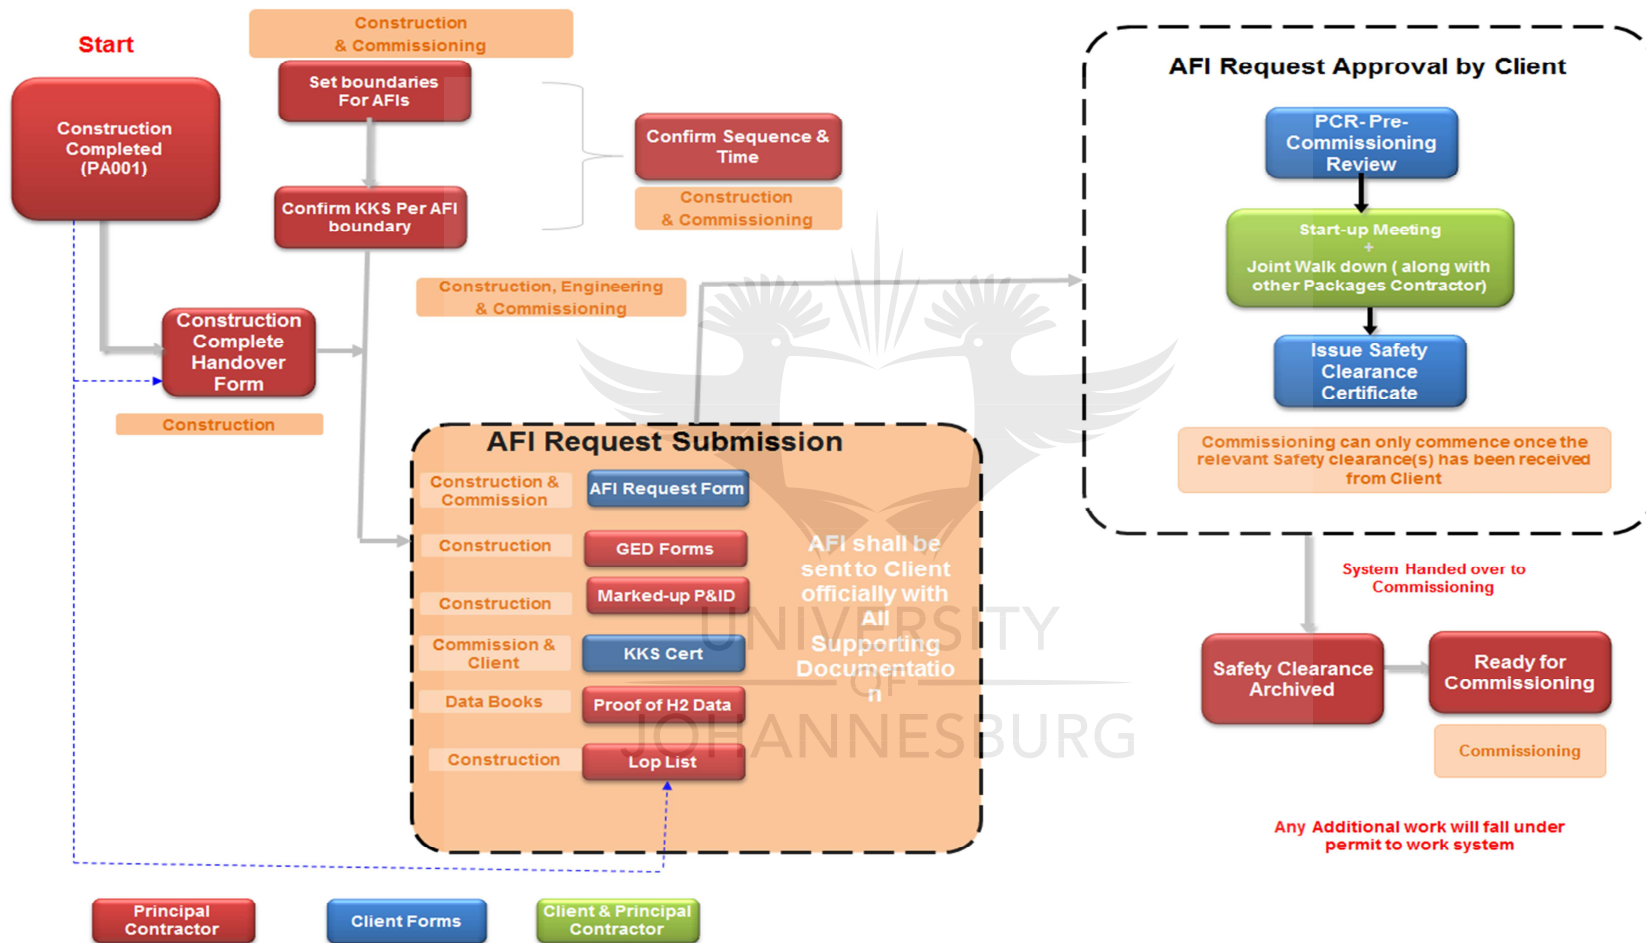 Start
Construction
& Commissioning
Set boundaries
For AFIs
Construction
Completed
(PA001)
Confirm Sequence &
Time
Construction
& Commissioning
Confirm KKS Per AFI
boundary
Construction, Engineering
& Commissioning
Construction
Complete
Handover
Form
Construction
AFI Request Submission
Construction &
Commission
AFI Request Form
Construction
GED Forms
Construction
Marked-up P&ID
Commission &
Client
KKS Cert
Data Books
Proof of H2 Data
Construction
Lop List
AFI shall be
sent to Client
officially with
All
Supporting
Documentatio
n
AFI Request Approval by Client
PCR- Pre-
Commissioning
Review
Start-up Meeting
+
Joint Walk down ( along with
other Packages Contractor)
Issue Safety
Clearance
Certificate
Commissioning can only commence once the
relevant Safety clearance(s) has been received
from Client
System Handed over to
Commissioning
Safety Clearance
Archived
Ready for
Commissioning
Commissioning
Any Additional work will fall under
permit to work system
Principal
Contractor
Client Forms
Client & Principal
Contractor
UNIVERSITY
OF
JOHANNESBURG